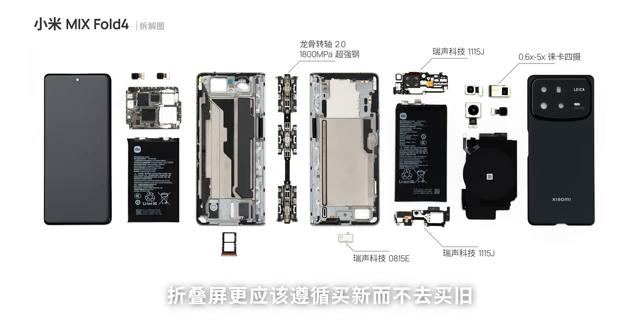 小米 MIX Fold4 | 拆解图
龙骨转轴 2.0
1800MPa 超强钢
瑞声科技 1115J
0.6x-5x 徕卡四摄
LEICA
XIAOMI
Li-ion
瑞声科技 0815E
瑞声科技 1115J
折叠屏更应该遵循买新而不去买旧